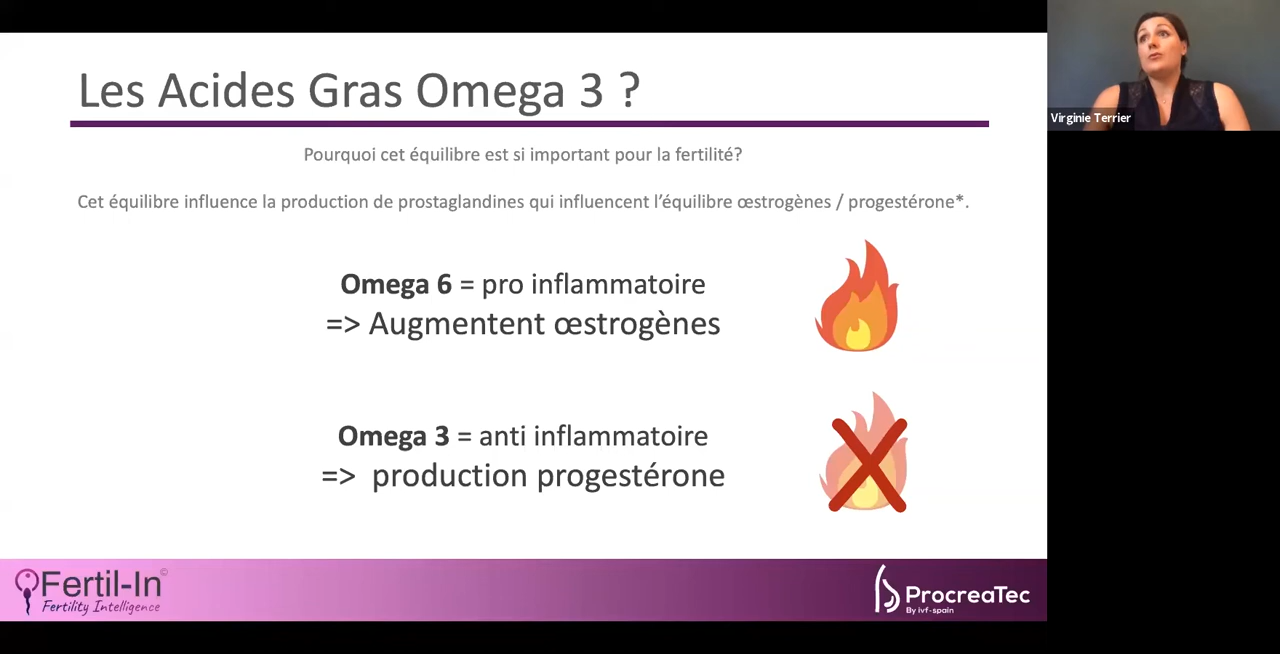 Les Acides Gras Omega 3 ?
Pourquoi cet équilibre est si important pour la fertilité?
Cet équilibre influence la production de prostaglandines qui influencent l'équilibre œstrogènes / progestérone*.
Omega 6 = pro inflammatoire
=> Augmentent œstrogènes
Omega 3 = anti inflammatoire
=> production progestérone
Fertil-In©
Fertility Intelligence
ProcreaTec
By ivf-spain
Virginie Terrier